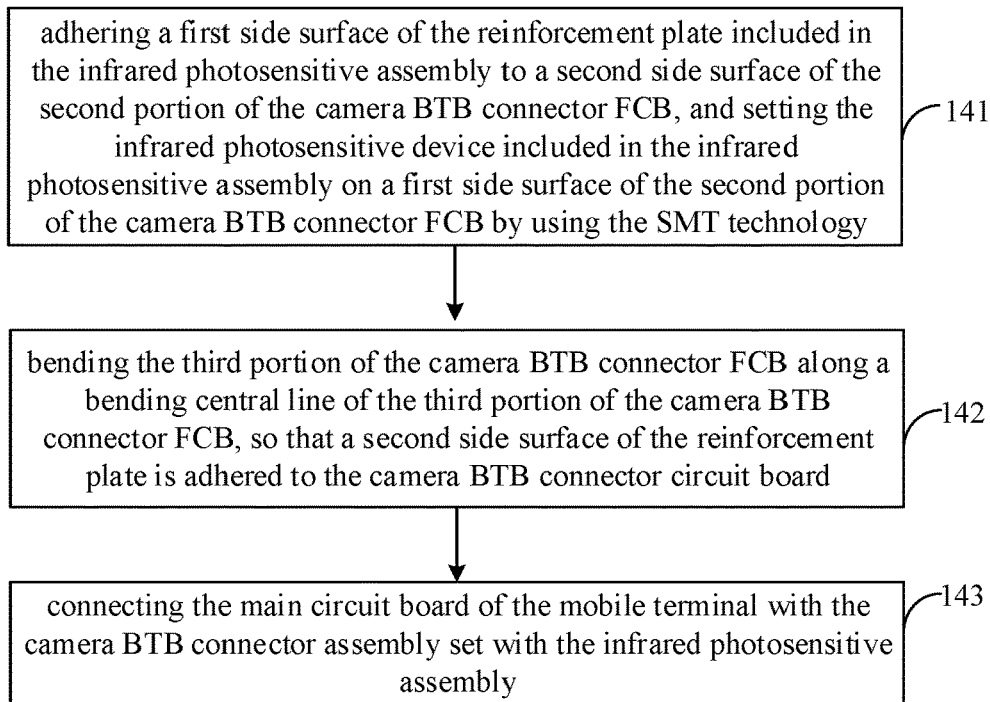 adhering a first side surface of the reinforcement plate included in
the infrared photosensitive assembly to a second side surface of the
second portion of the camera BTB connector FCB, and setting the
infrared photosensitive device included in the infrared
photosensitive assembly on a first side surface of the second portion
of the camera BTB connector FCB by using the SMT technology
141
bending the third portion of the camera BTB connector FCB along a
bending central line of the third portion of the camera BTB
connector FCB, so that a second side surface of the reinforcement
plate is adhered to the camera BTB connector circuit board
142
connecting the main circuit board of the mobile terminal with the
camera BTB connector assembly set with the infrared photosensitive
assembly
143